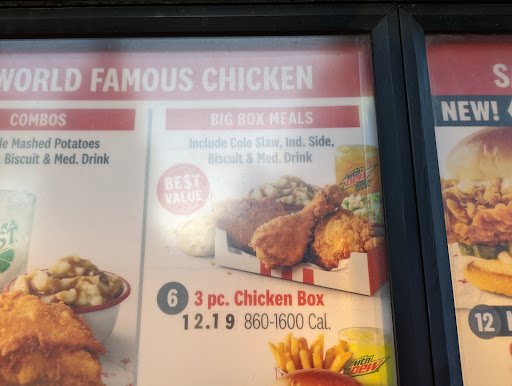 WORLD FAMOUS CHICKEN
COMBOS
Mashed Potatoes
Biscuit & Med. Drink
BIG BOX MEALS
Include Cole Slaw, Ind. Side,
Biscuit & Med. Drink
BEST
VALUE
mtn
DEW
6 3 pc. Chicken Box
12.19 860-1600 Cal.
mtn
DEW
NEW!
12